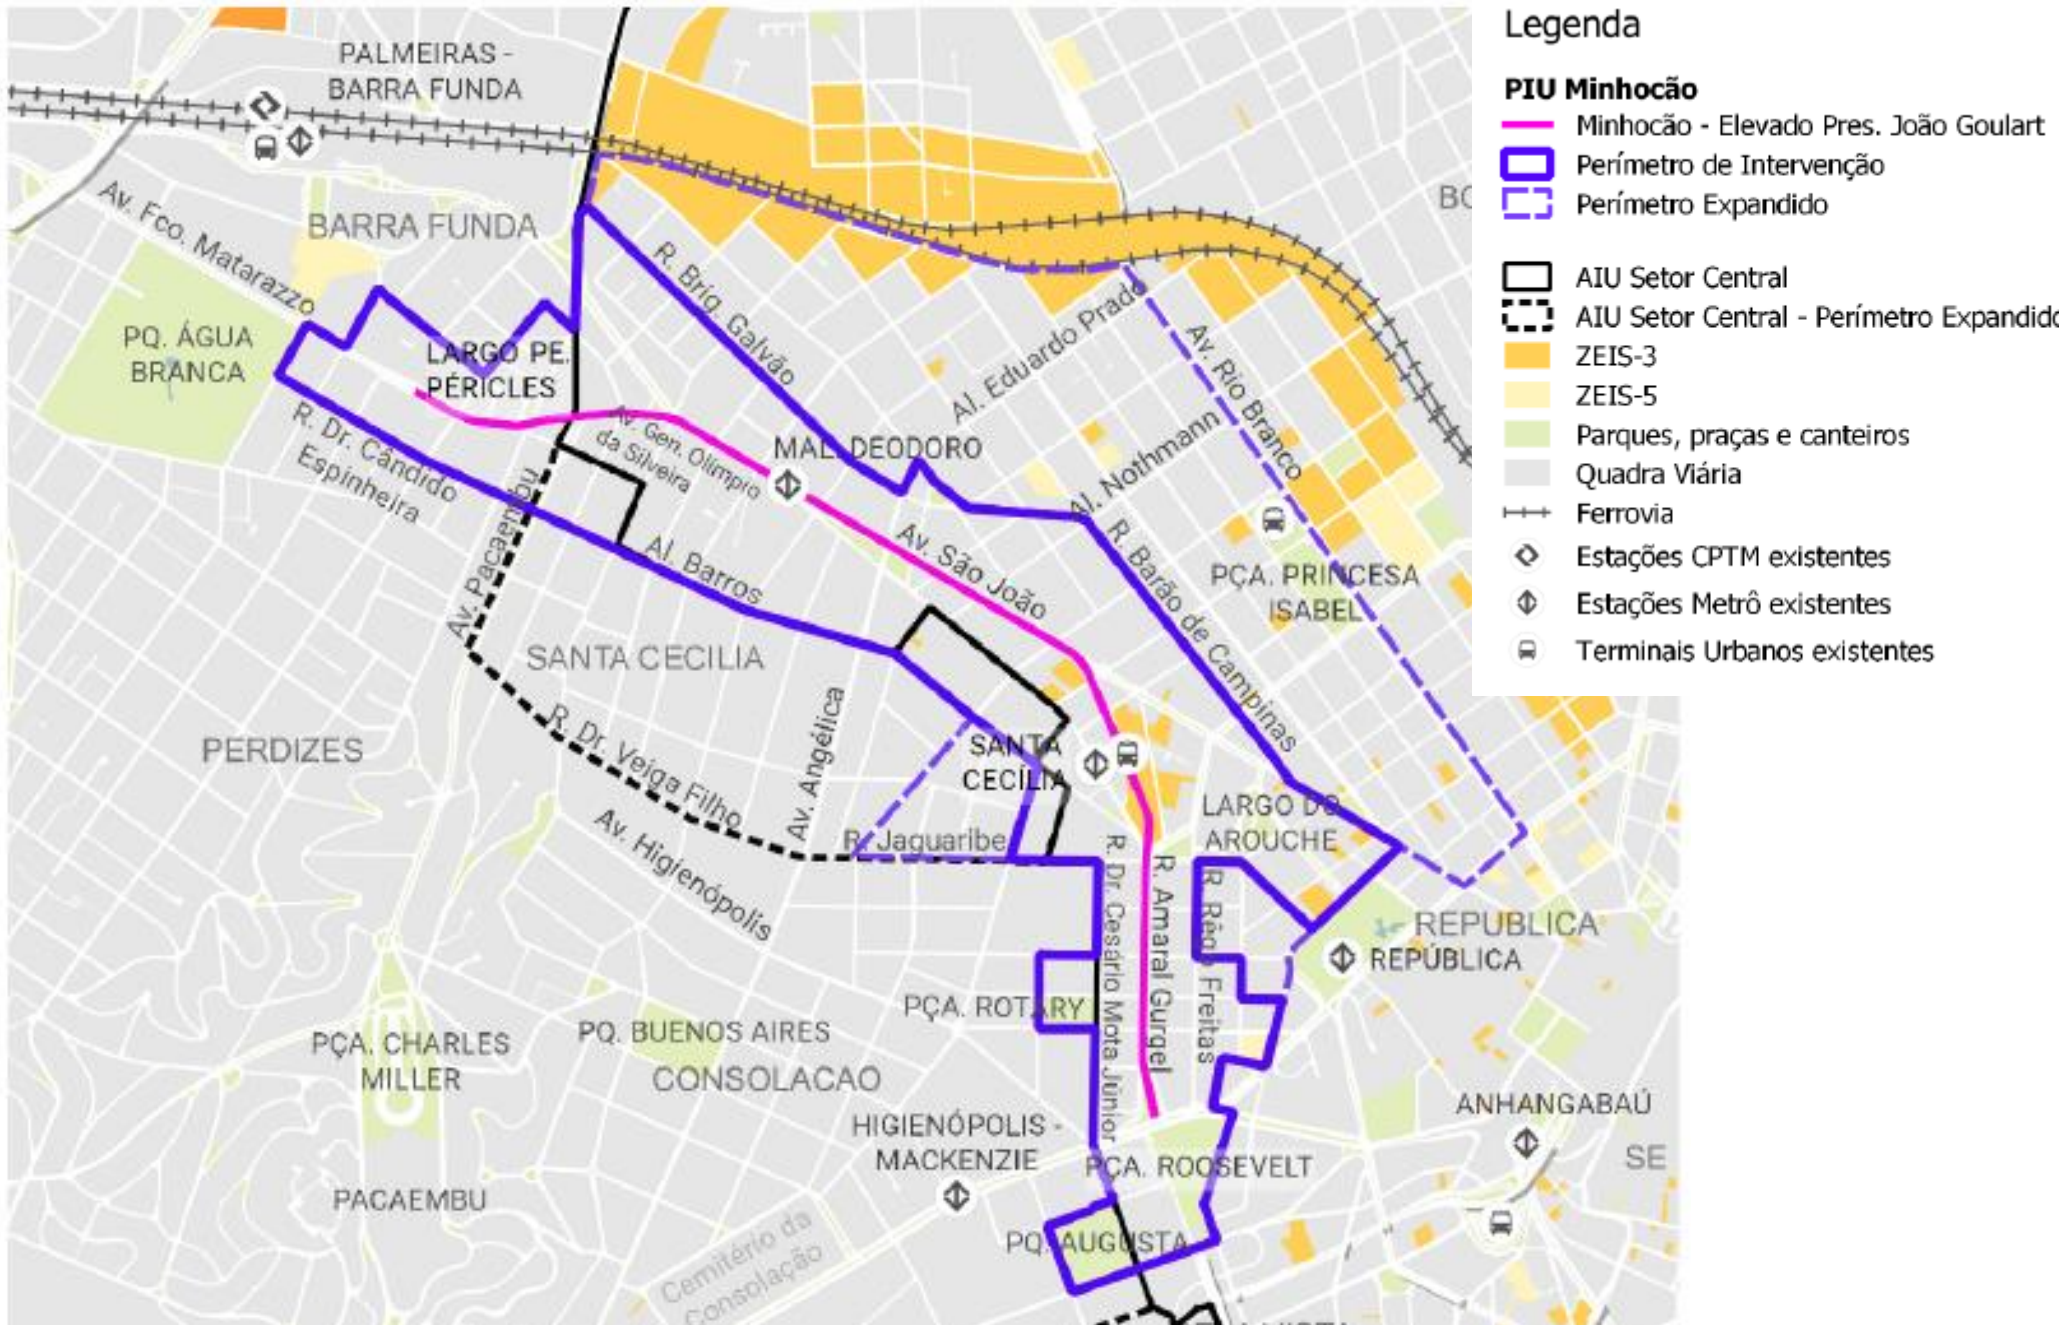 Legenda
PIU Minhocão
Minhocão - Elevado Pres. João Goulart
Perímetro de Intervenção
Perímetro Expandido
AIU Setor Central
AIU Setor Central - Perímetro Expandido
ZEIS-3
ZEIS-5
Parques, praças e canteiros
Quadra Viária
Ferrovia
Estações CPTM existentes
Estações Metrô existentes
Terminais Urbanos existentes
PALMEIRAS -
BARRA FUNDA
BARRA FUNDA
Av. Fco. Matarazzo
PQ. ÁGUA
BRANCA
LARGO PE.
PÉRICLES
R. Dr. Cândido
Espinheira
Av. Pacaembu
R. Brig. Galvão
Av. Gen. Olímpio
da Silveira
MAL. DEODORO
Al. Eduardo Prado
Al. Nothmann
Av. Rio Branco
BO
Al. Barros
Av. São João
R. Barão de Campinas
PÇA. PRINCESA
ISABEL
SANTA CECILIA
PERDIZES
R. Dr. Veiga Filho
Av. Angélica
Av. Higienópolis
R. Jaguaribe
SANTA
CECÍLIA
LARGO DO
AROUCHE
R. Dr. Cesário Mota Júnior
R. Amaral Gurgel
R. Rêgo Freitas
REPUBLICA
REPÚBLICA
PÇA. ROTARY
PQ. BUENOS AIRES
CONSOLACAO
PÇA. CHARLES
MILLER
PACAEMBU
HIGIENÓPOLIS -
MACKENZIE
PÇA. ROOSEVELT
PQ. AUGUSTA
ANHANGABAÚ
SE
Cemitério da
Consolação